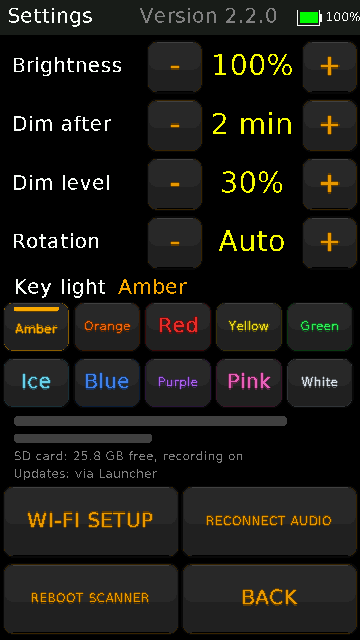 Settings Version 2.2.0 100%
Brightness - 100% +
Dim after - 2 min +
Dim level - 30% +
Rotation - Auto +
Key light Amber
Amber Orange Red Yellow Green
Ice Blue Purple Pink White
SD card: 25.8 GB free, recording on
Updates: via Launcher
WI-FI SETUP RECONNECT AUDIO
REBOOT SCANNER BACK